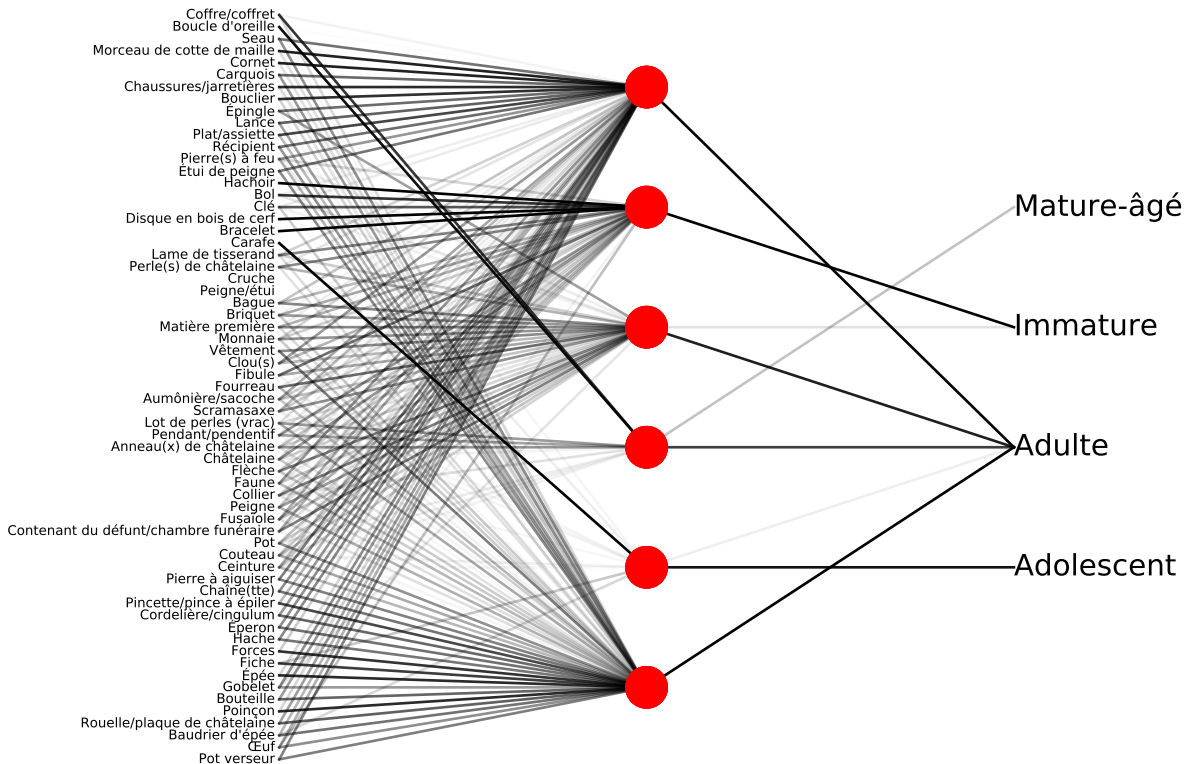 Coffre/coffret
Boucle d'oreille
Seau
Morceau de cotte de maille
Cornet
Carquois
Chaussures/jarretières
Bouclier
Épingle
Lance
Plat/assiette
Récipient
Pierre(s) à feu
Étui de peigne
Hachoir
Bol
Clé
Disque en bois de cerf
Bracelet
Carafe
Lame de tisserand
Perle(s) de châtelaine
Cruche
Peigne/étui
Bague
Briquet
Matière première
Monnaie
Vêtement
Clou(s)
Fibule
Fourreau
Aumônière/sacoche
Scramasaxe
Lot de perles (vrac)
Pendant/pendentif
Anneau(x) de châtelaine
Châtelaine
Flèche
Faune
Collier
Peigne
Fusaïole
Contenant du défunt/chambre funéraire
Pot
Couteau
Ceinture
Pierre à aiguiser
Chaîne(tte)
Pincette/pince à épiler
Cordelière/cingulum
Éperon
Hache
Forces
Fiche
Épée
Gobelet
Bouteille
Poinçon
Rouelle/plaque de châtelaine
Baudrier d'épée
Œuf
Pot verseur
Mature-âgé
Immature
Adulte
Adolescent